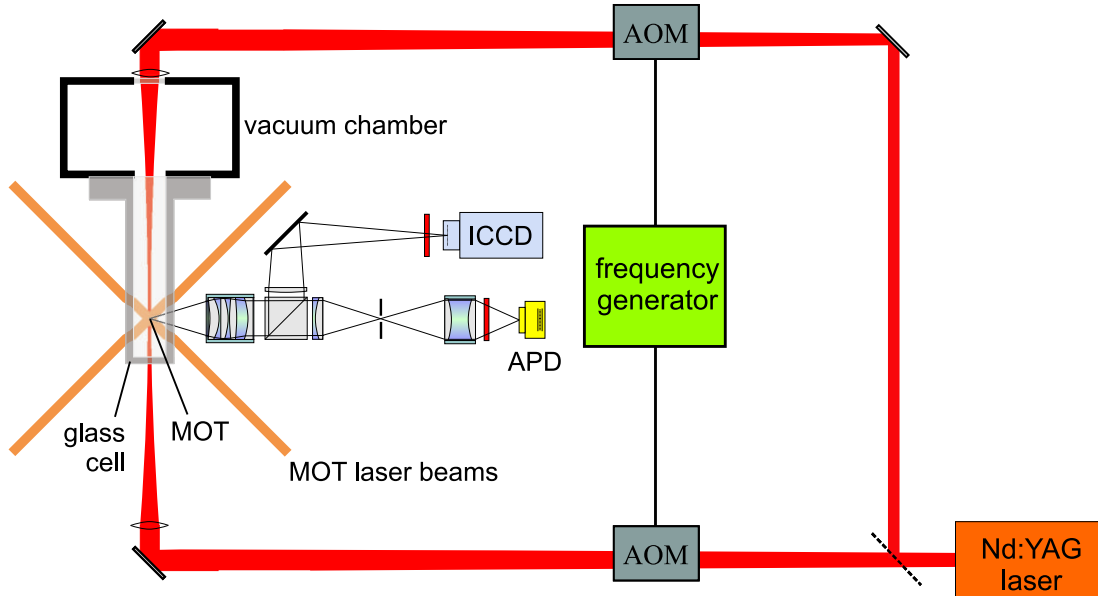 AOM
vacuum chamber
ICCD
frequency
generator
APD
glass
cell
MOT
MOT laser beams
AOM
Nd:YAG
laser